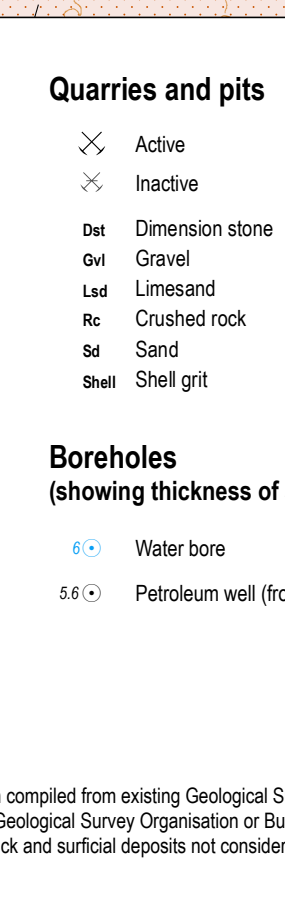 Quarries and pits
Active
Inactive
Dst Dimension stone
Gvl Gravel
Lsd Limesand
Rc Crushed rock
Sd Sand
Shell Shell grit
Boreholes
(showing thickness of
6 Water bore
5.6 Petroleum well (fro
compiled from existing Geological S
Geological Survey Organisation or Bu
ck and surficial deposits not consider